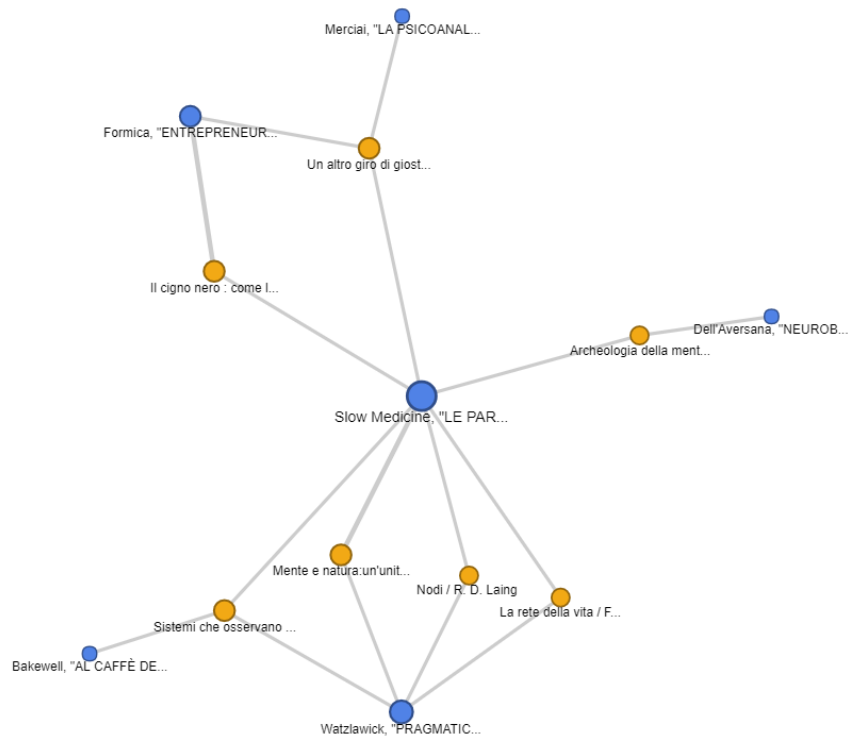 Merciai, "LA PSICOANAL...
Formica, "ENTREPRENEUR...
Un altro giro di giost...
Il cigno nero : come l...
Dell'Aversana, "NEUROB...
Archeologia della ment...
Slow Medicine, "LE PAR...
Mente e natura:un'unit...
Nodi / R. D. Laing
La rete della vita / F...
Sistemi che osservano ...
Bakewell, "AL CAFFÈ DE...
Watzlawick, "PRAGMATIC...